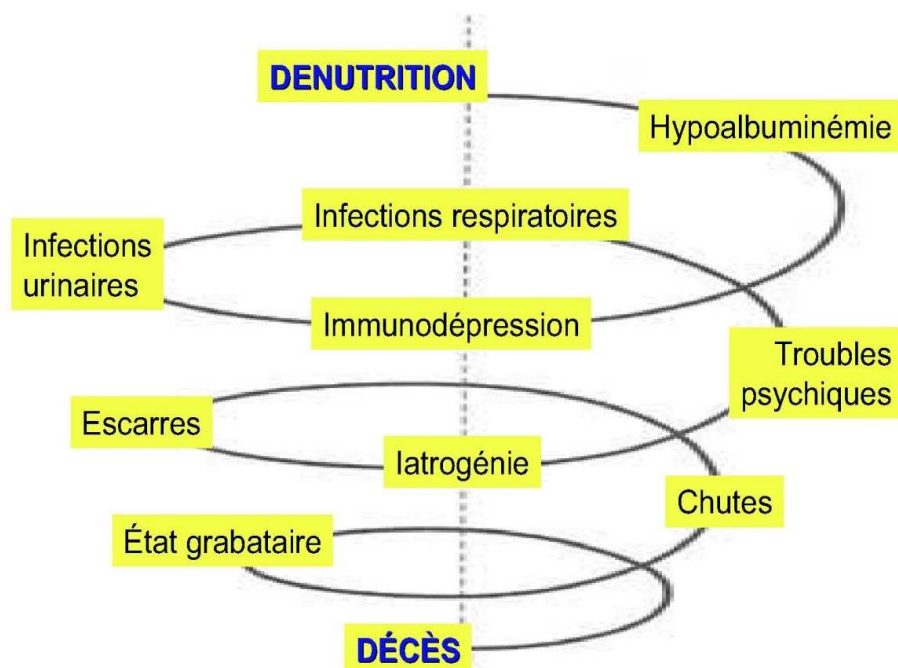 DENUTRITION
Hypoalbuminémie
Infections respiratoires
Infections
urinaires
Immunodépression
Troubles
psychiques
Escarres
Iatrogénie
Chutes
État grabataire
DÉCÈS